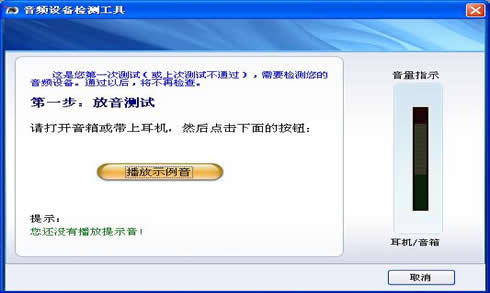 音频设备检测工具
这是您第一次测试(或上次测试不通过),需要检测您的
音频设备。通过以后,将不再检查。
第一步：放音测试
请打开音箱或带上耳机，然后点击下面的按钮：
播放示例音
提示：
您还没有播放提示音!
音量指示
耳机/音箱
取消